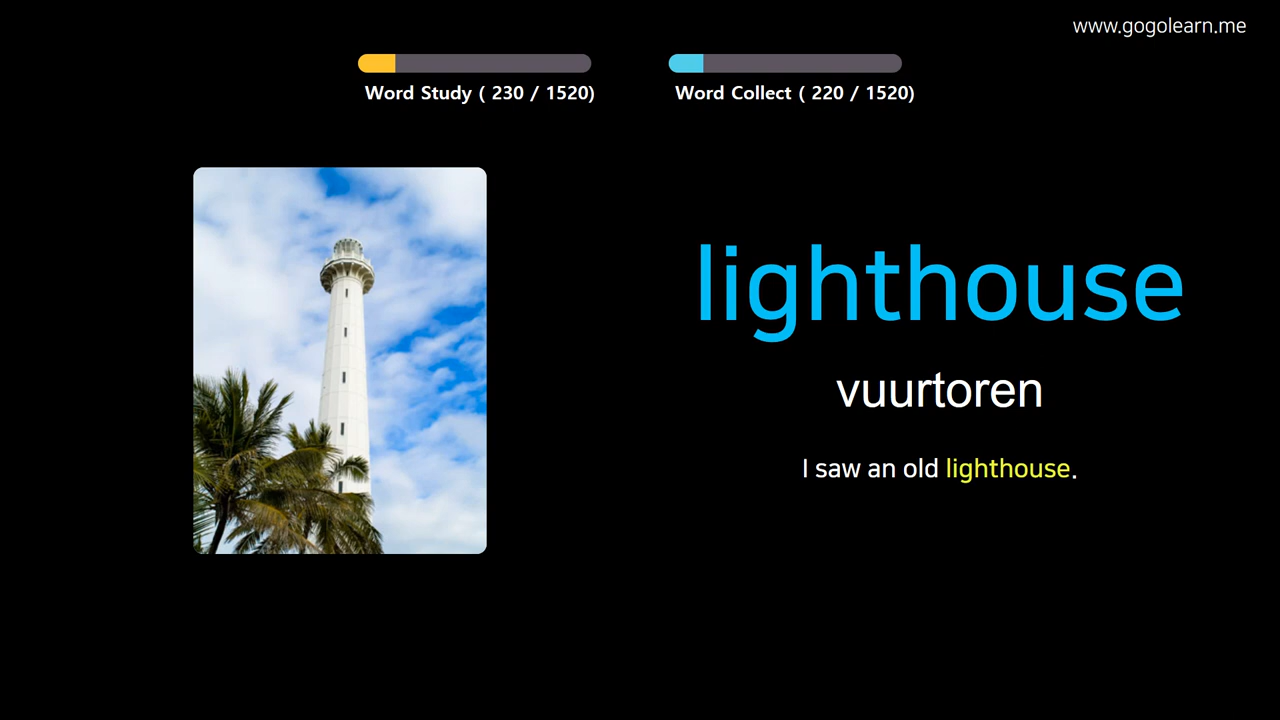 www.gogolearn.me
Word Study ( 230 / 1520)
Word Collect ( 220 / 1520)
lighthouse
vuurtoren
I saw an old lighthouse.